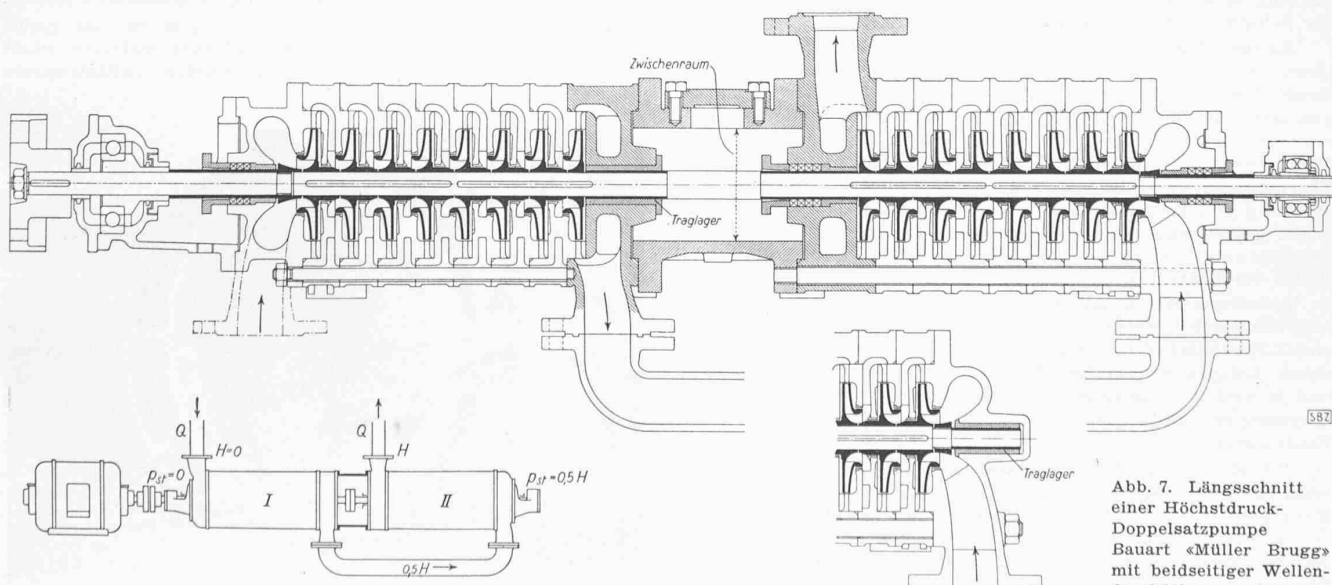 Zwischenraum
Traglager
SBZ
Traglager
Q
H=0
Q
H
p_st=0
p_st=0,5 H
I
II
0,5H
Abb. 7. Längsschnitt
einer Höchstdruck-
Doppelsatzpumpe
Bauart «Müller Brugg»
mit beidseitiger Wellen-